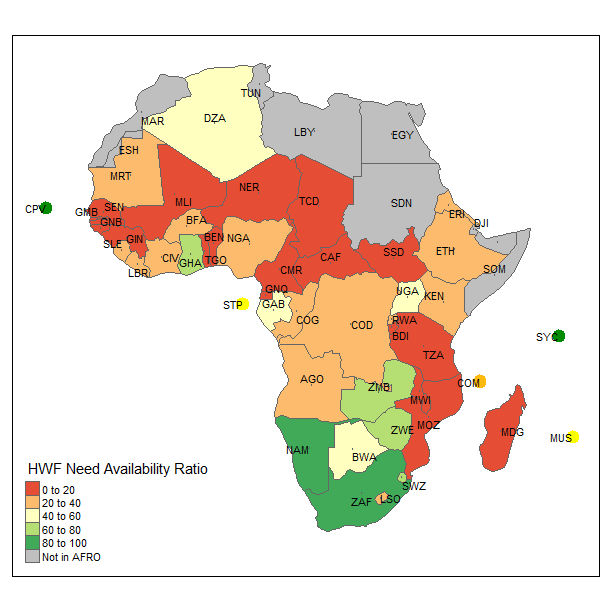 TUN
MAR
DZA
LBY
EGY
ESH
MRT
MLI
NER
TCD
SDN
ERI
DJI
CPV
GMB
SEN
GNB
GIN
SLE
LBR
CIV
BFA
GHA
BEN
TGO
NGA
CMR
CAF
SSD
ETH
SOM
GNQ
STP
GAB
COG
COD
UGA
KEN
RWA
BDI
TZA
SYC
COM
AGO
ZMB
MWI
MOZ
MDG
MUS
ZWE
NAM
BWA
SWZ
ZAF
LSO
HWF Need Availability Ratio
0 to 20
20 to 40
40 to 60
60 to 80
80 to 100
Not in AFRO